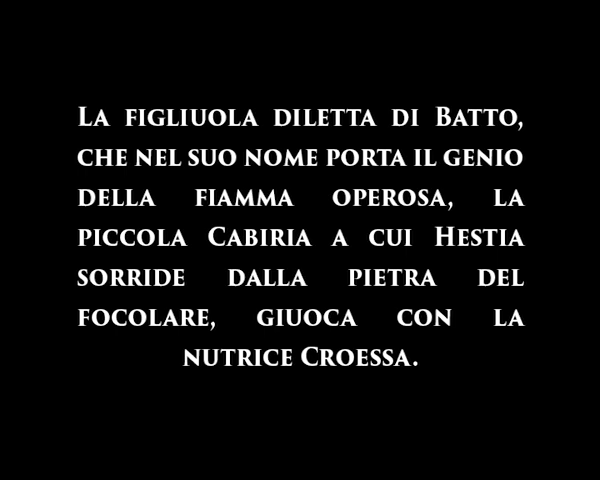 La figliuola diletta di Batto,
che nel suo nome porta il genio
della fiamma operosa, la
piccola Cabiria a cui Hestia
sorride dalla pietra del
focolare, giuoca con la
nutrice Croessa.